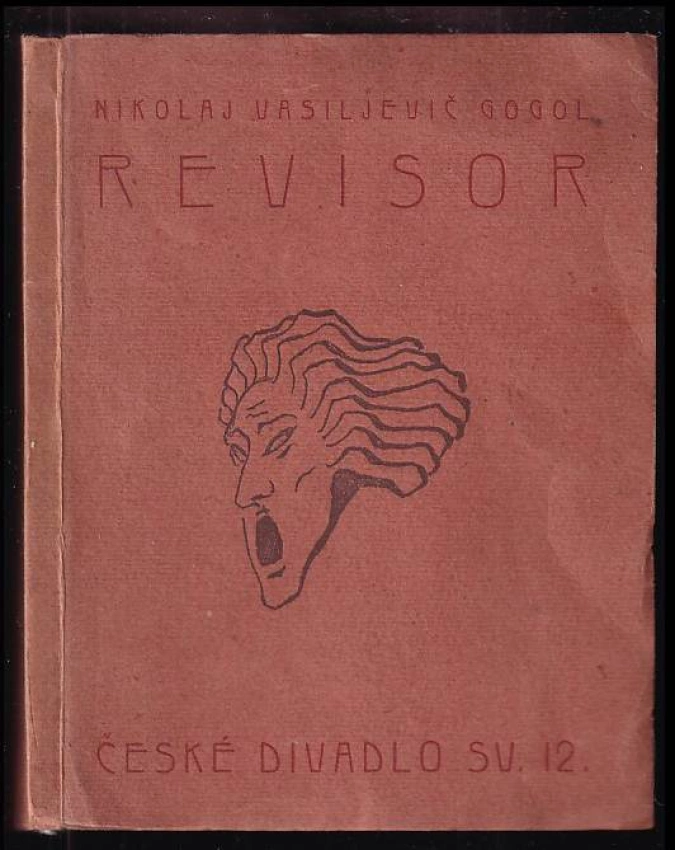 NIKOLAJ VASILJEVIČ GOGOL
REVISOR
ČESKÉ DIVADLO SV. 12.